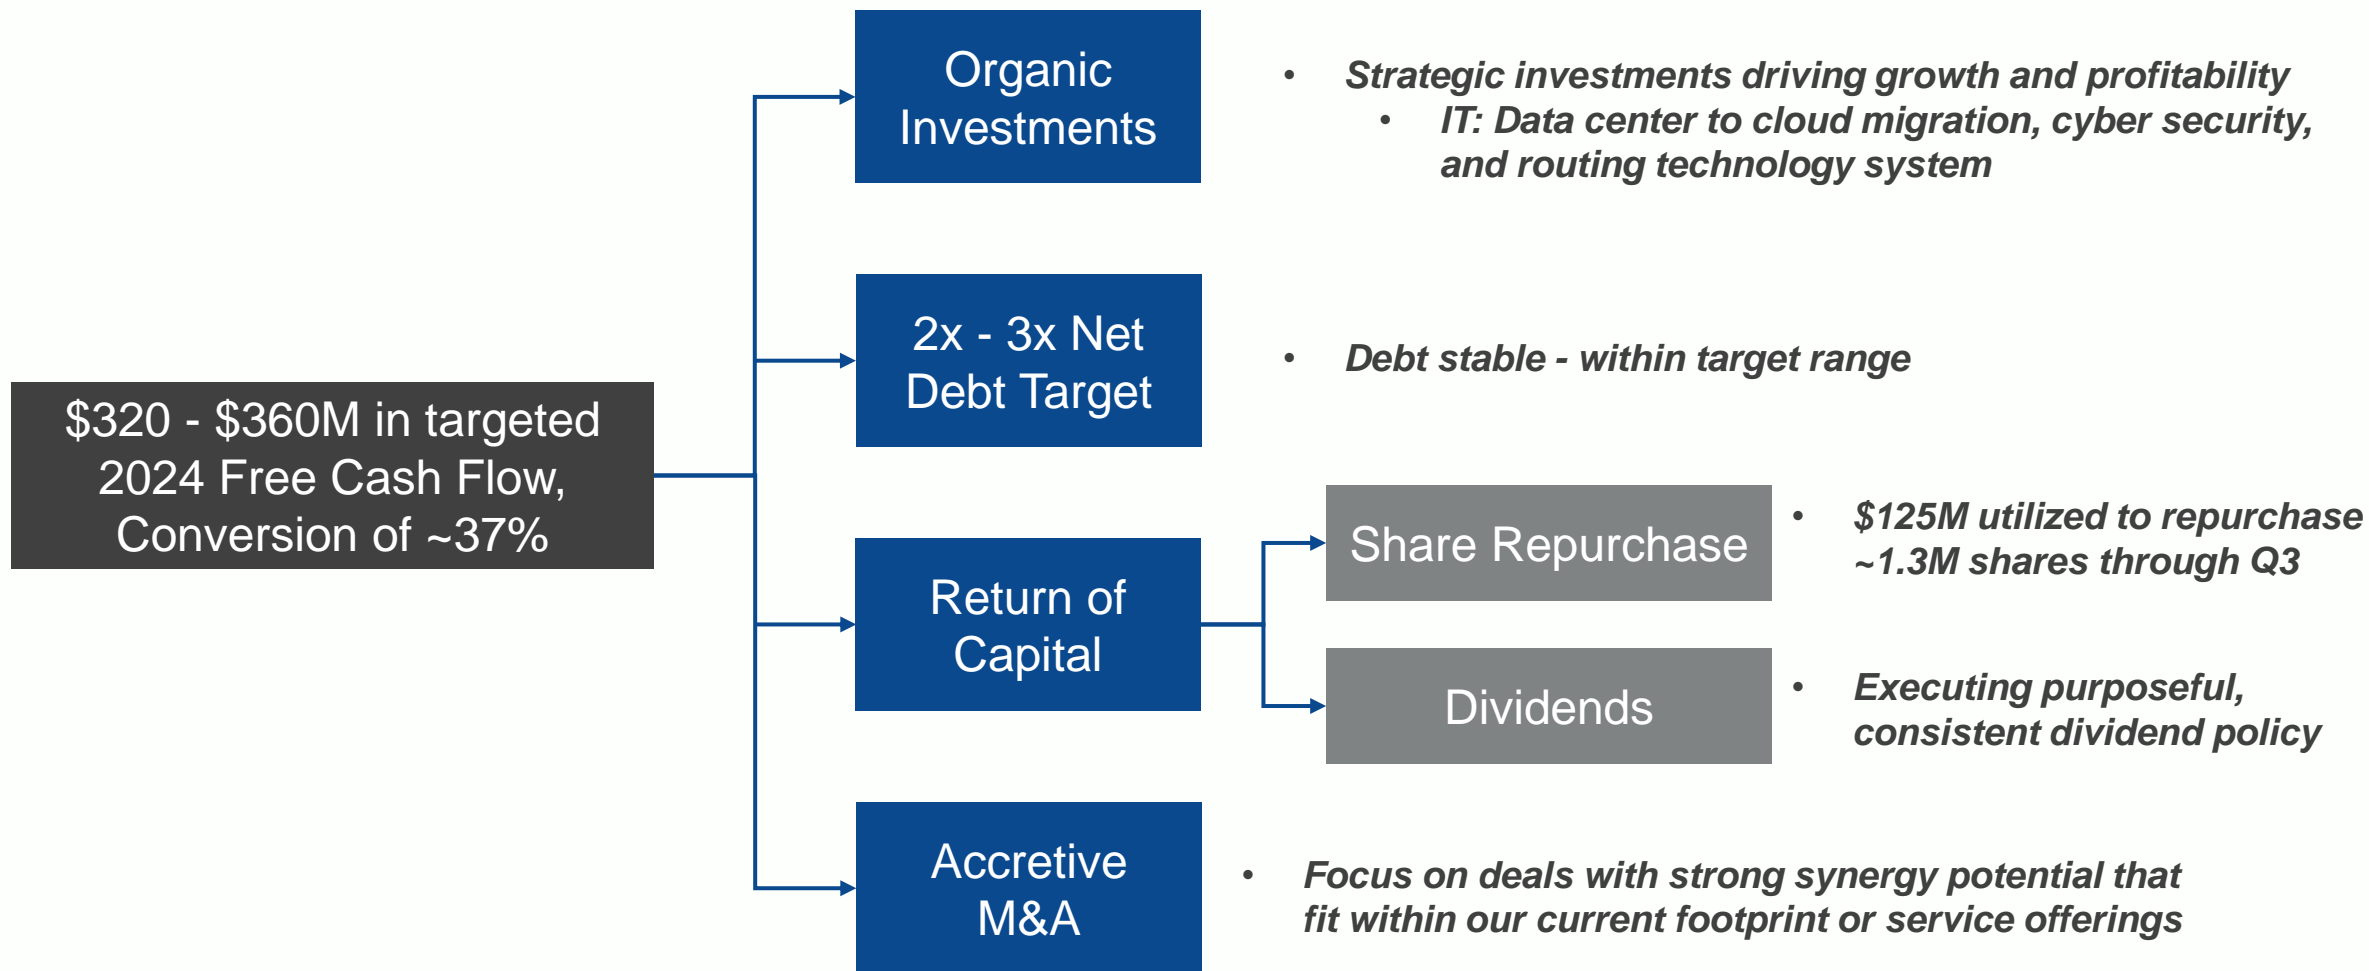 Organic
Investments
• Strategic investments driving growth and profitability
• IT: Data center to cloud migration, cyber security,
and routing technology system
2x - 3x Net
Debt Target
• Debt stable - within target range
$320 - $360M in targeted
2024 Free Cash Flow,
Conversion of ~37%
Return of
Capital
Share Repurchase
• $125M utilized to repurchase
~1.3M shares through Q3
Dividends
• Executing purposeful,
consistent dividend policy
Accretive
M&A
• Focus on deals with strong synergy potential that
fit within our current footprint or service offerings